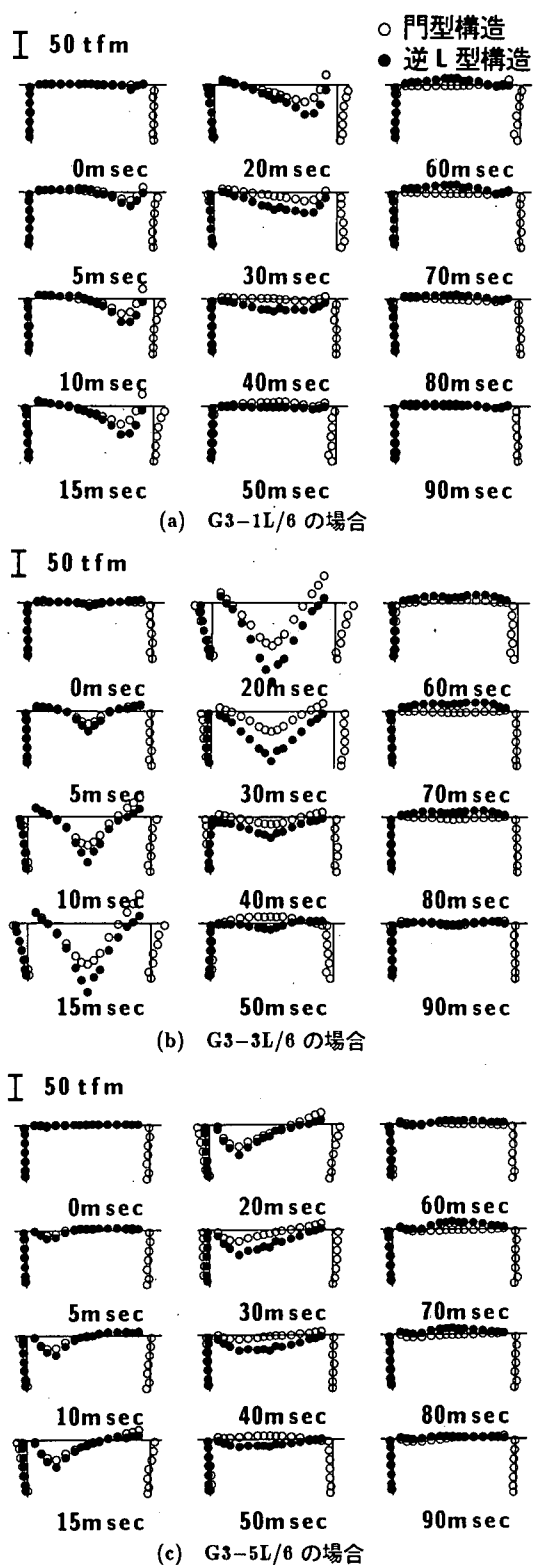 ○ 門型構造
● 逆L型構造
50 tfm
0msec 20msec 60msec
5msec 30msec 70msec
10msec 40msec 80msec
15msec 50msec 90msec
(a) G3-1L/6 の場合
50 tfm
0msec 20msec 60msec
5msec 30msec 70msec
10msec 40msec 80msec
15msec 50msec 90msec
(b) G3-3L/6 の場合
50 tfm
0msec 20msec 60msec
5msec 30msec 70msec
10msec 40msec 80msec
15msec 50msec 90msec
(c) G3-5L/6 の場合